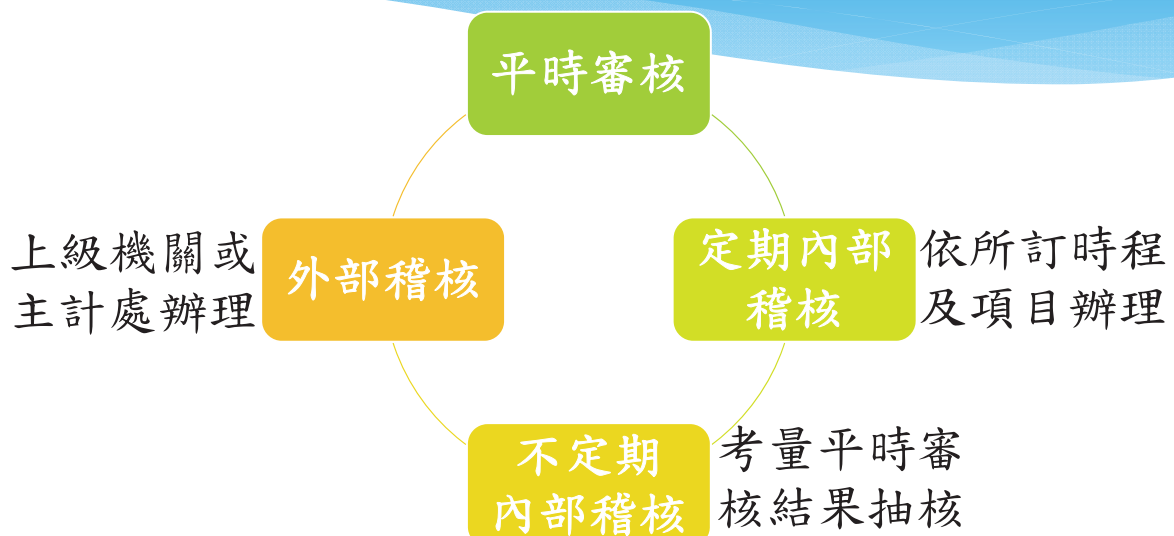 平時審核
上級機關或
主計處辦理
外部稽核
定期內部
稽核
依所訂時程
及項目辦理
不定期
內部稽核
考量平時審
核結果抽核